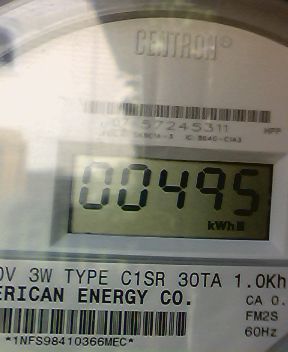 CENTRON®
57245311
HPP
00495
kWh
0V 3W TYPE C1SR 30TA 1.0Kh
ERICAN ENERGY CO.
CA 0.
FM2S
60Hz
*1NFS98410366MEC*